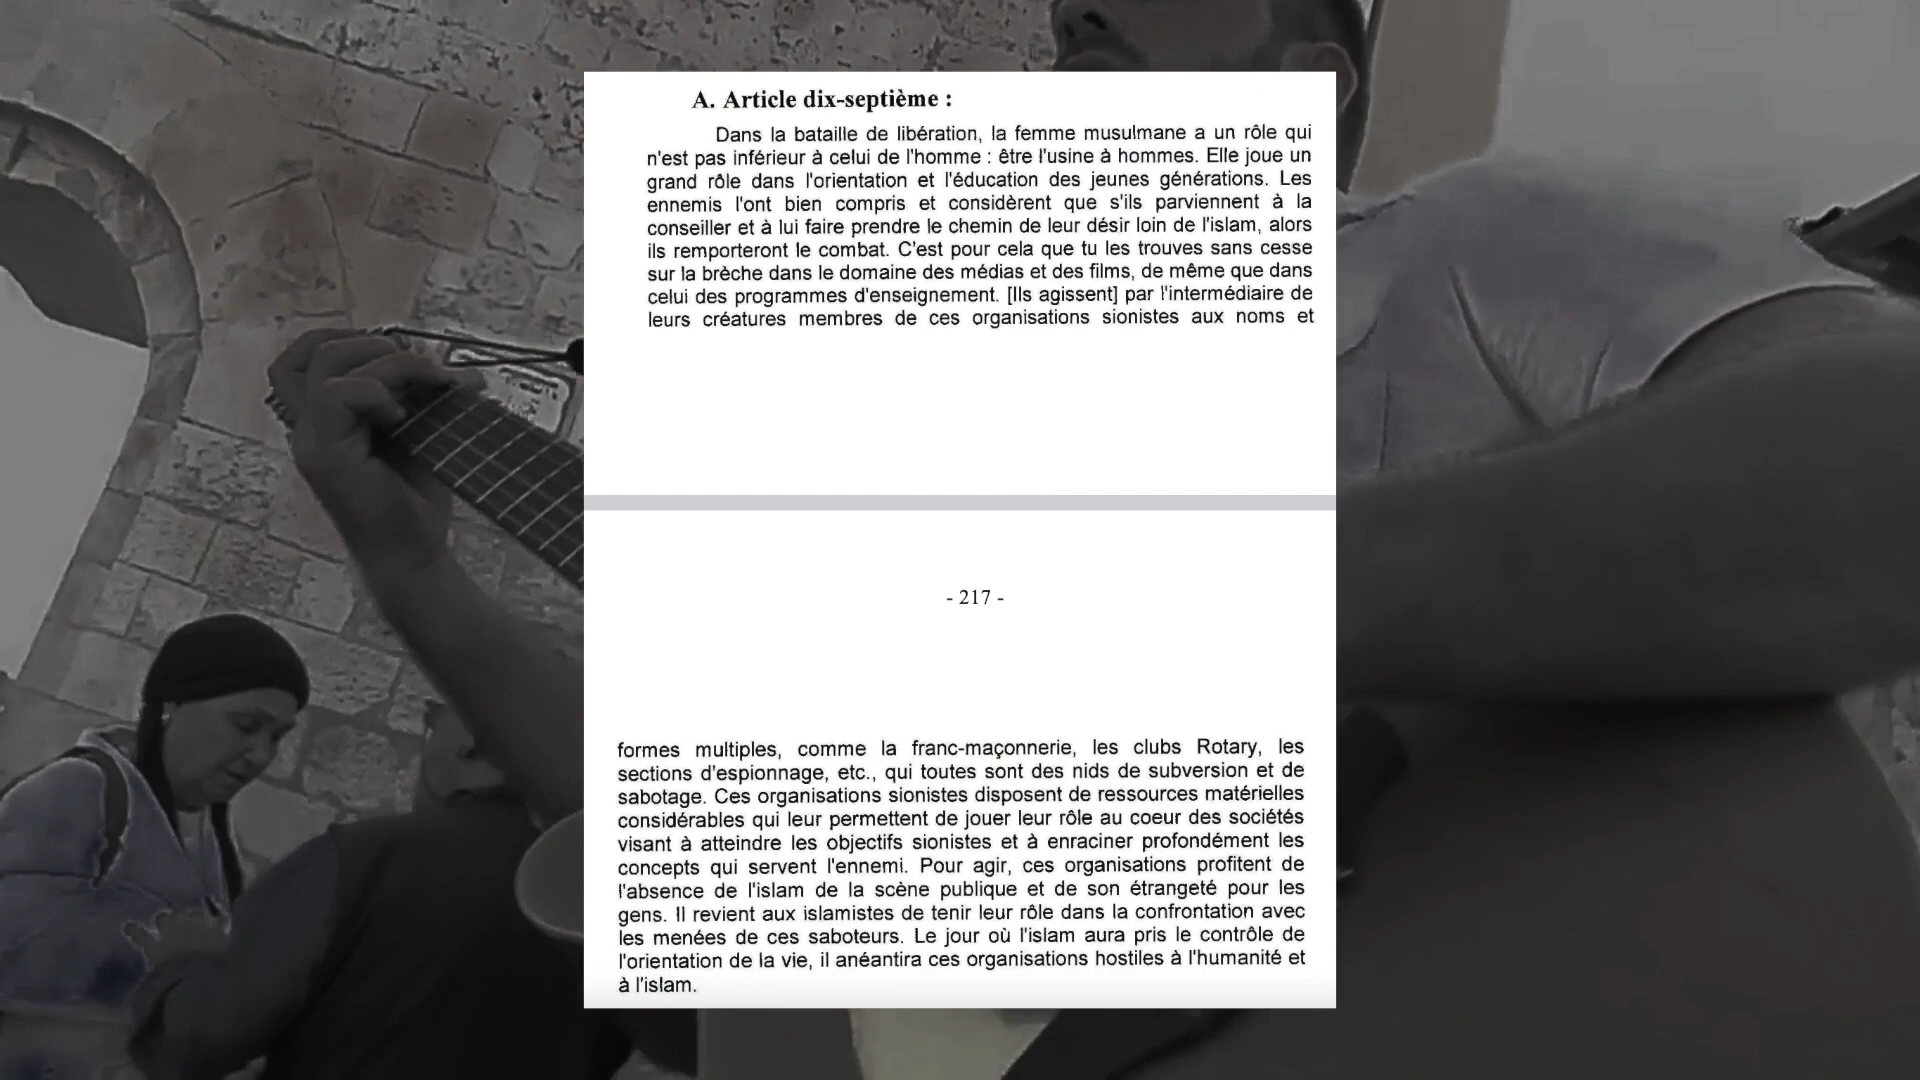 A. Article dix-septième :
Dans la bataille de libération, la femme musulmane a un rôle qui
n'est pas inférieur à celui de l'homme : être l'usine à hommes. Elle joue un
grand rôle dans l'orientation et l'éducation des jeunes générations. Les
ennemis l'ont bien compris et considèrent que s'ils parviennent à la
conseiller et à lui faire prendre le chemin de leur désir loin de l'islam, alors
ils remporteront le combat. C'est pour cela que tu les trouves sans cesse
sur la brèche dans le domaine des médias et des films, de même que dans
celui des programmes d'enseignement. [Ils agissent] par l'intermédiaire de
leurs créatures membres de ces organisations sionistes aux noms et
- 217 -
formes multiples, comme la franc-maçonnerie, les clubs Rotary, les
sections d'espionnage, etc., qui toutes sont des nids de subversion et de
sabotage. Ces organisations sionistes disposent de ressources matérielles
considérables qui leur permettent de jouer leur rôle au coeur des sociétés
visant à atteindre les objectifs sionistes et à enraciner profondément les
concepts qui servent l'ennemi. Pour agir, ces organisations profitent de
l'absence de l'islam de la scène publique et de son étrangeté pour les
gens. Il revient aux islamistes de tenir leur rôle dans la confrontation avec
les menées de ces saboteurs. Le jour où l'islam aura pris le contrôle de
l'orientation de la vie, il anéantira ces organisations hostiles à l'humanité et
à l'islam.